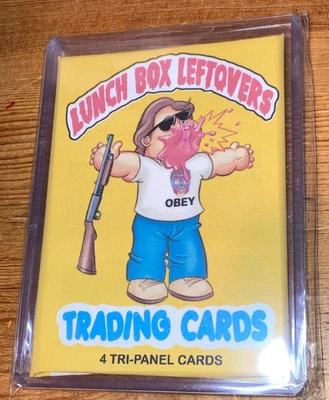 LUNCH BOX LEFTOVERS
OBEY
TRADING CARDS
4 TRI-PANEL CARDS